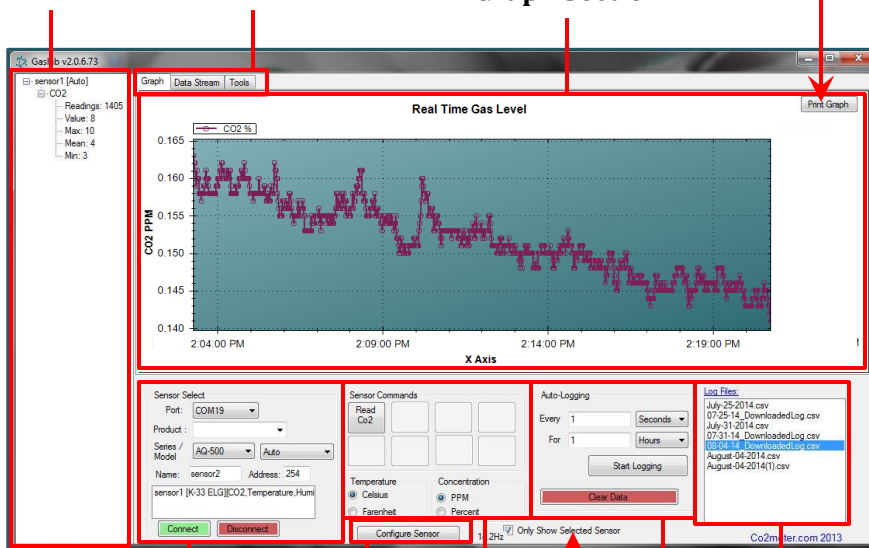 Gaslab v2.0.6.73
sensor1 [Auto]
CO2
Readings: 1405
Value: 8
Max: 10
Mean: 4
Min: 3
Graph Data Stream Tools
Real Time Gas Level
Print Graph
CO2 %
0.165
0.160
0.155
0.150
0.145
0.140
CO2 PPM
2:04:00 PM 2:09:00 PM 2:14:00 PM 2:19:00 PM
X Axis
Sensor Select
Port: COM19
Product :
Series / Model AQ-500 Auto
Name: sensor2 Address: 254
sensor1 [K-33 ELG][CO2,Temperature,Humi
Connect Disconnect
Sensor Commands
Read
Co2
Temperature
Celsius
Farenheit
Concentration
PPM
Percent
Configure Sensor
Auto-Logging
Every 1 Seconds
For 1 Hours
Start Logging
Clear Data
Only Show Selected Sensor
Log Files:
July-25-2014.csv
07-25-14_DownloadedLog.csv
July-31-2014.csv
07-31-14_DownloadedLog.csv
08-04-14_DownloadedLog.csv
August-04-2014.csv
August-04-2014(1).csv
Co2meter.com 2013